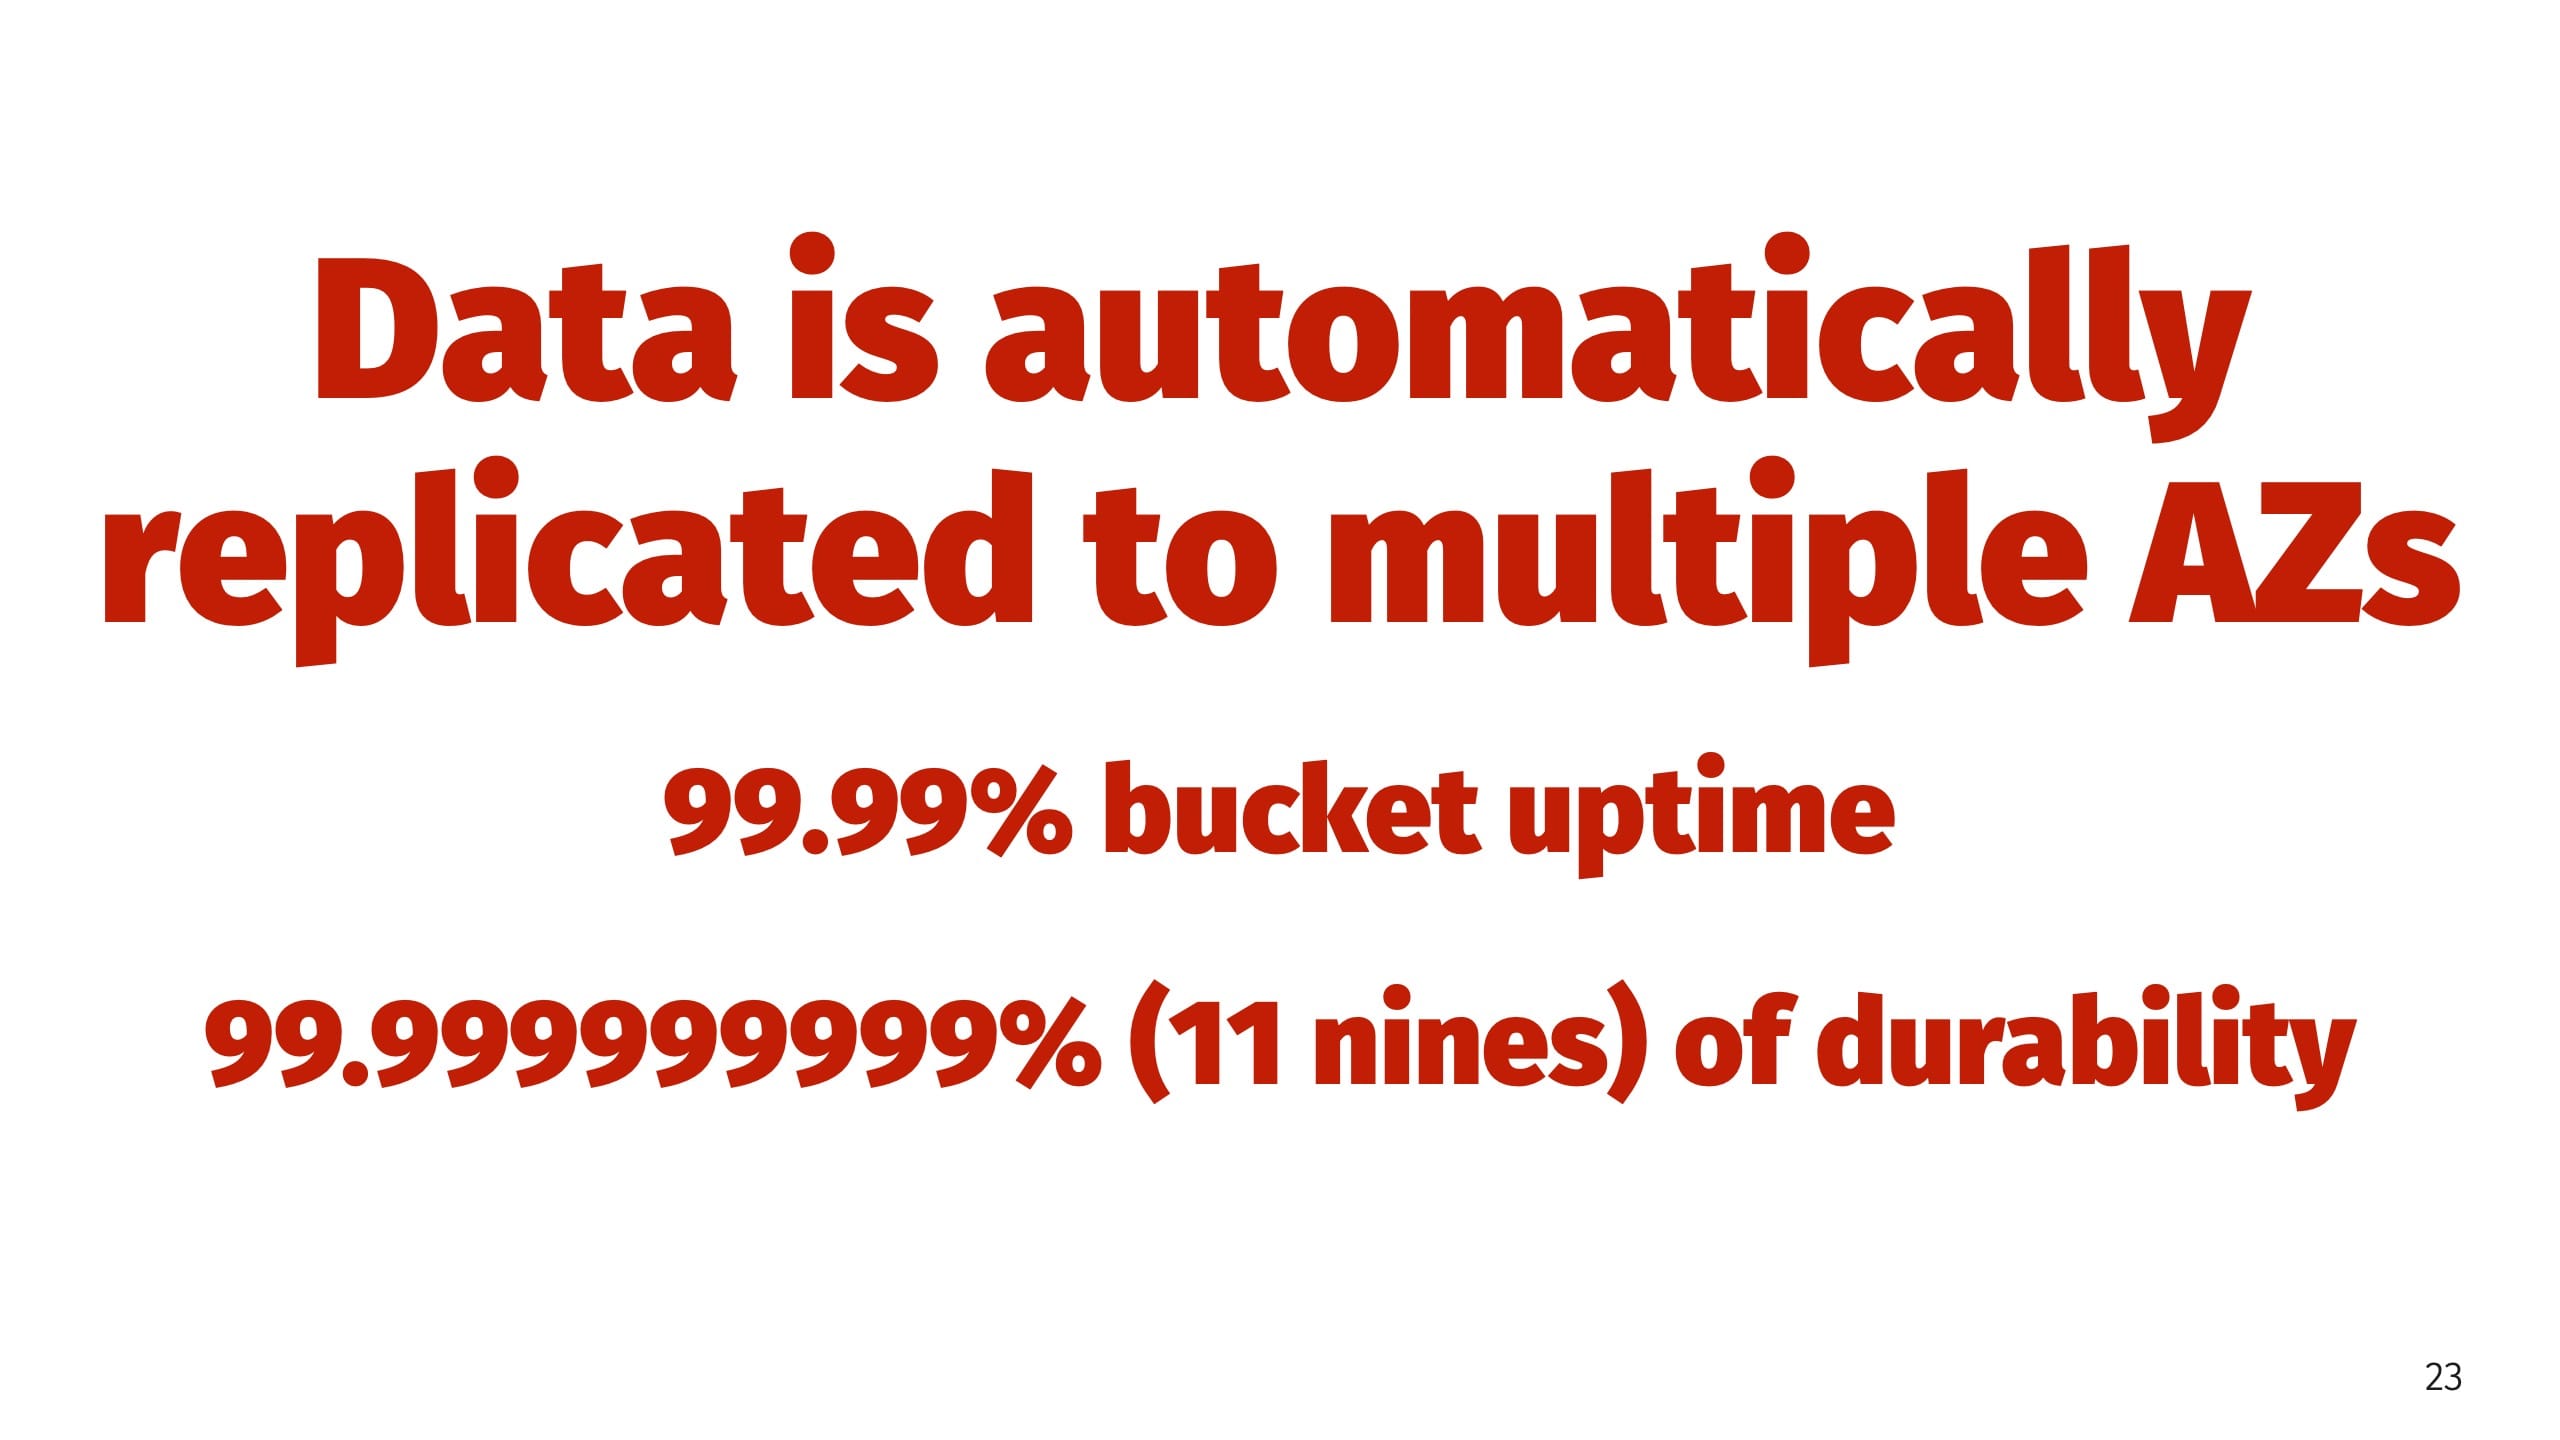 Data is automatically
replicated to multiple AZs
99.99% bucket uptime
99.999999999% (11 nines) of durability
23